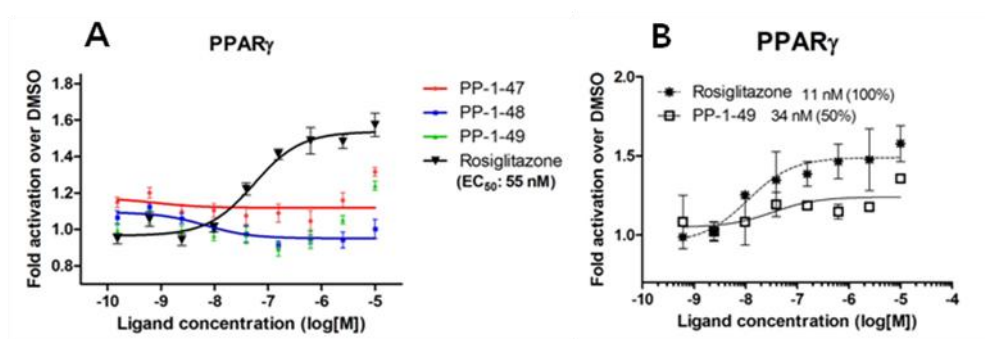 A
PPARγ
Fold activation over DMSO
1.8
1.6
1.4
1.2
1.0
0.8
-10
-9
-8
-7
-6
-5
Ligand concentration (log[M])
PP-1-47
PP-1-48
PP-1-49
Rosiglitazone
(EC50: 55 nM)
B
PPARγ
Fold activation over DMSO
2.0
1.5
1.0
Rosiglitazone 11 nM (100%)
PP-1-49 34 nM (50%)
-10
-9
-8
-7
-6
-5
-4
Ligand concentration (log[M])